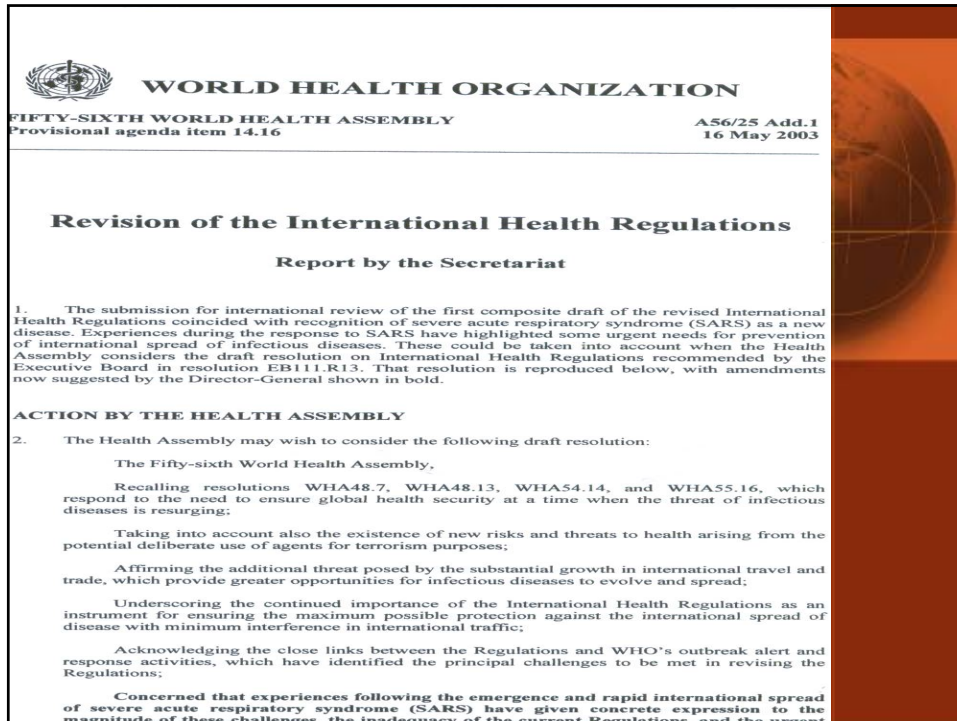 WORLD HEALTH ORGANIZATION
FIFTY-SIXTH WORLD HEALTH ASSEMBLY A56/25 Add.1
Provisional agenda item 14.16 16 May 2003
Revision of the International Health Regulations
Report by the Secretariat
1. The submission for international review of the first composite draft of the revised International
Health Regulations coincided with recognition of severe acute respiratory syndrome (SARS) as a new
disease. Experiences during the response to SARS have highlighted some urgent needs for prevention
of international spread of infectious diseases. These could be taken into account when the Health
Assembly considers the draft resolution on International Health Regulations recommended by the
Executive Board in resolution EB111.R13. That resolution is reproduced below, with amendments
now suggested by the Director-General shown in bold.
ACTION BY THE HEALTH ASSEMBLY
2. The Health Assembly may wish to consider the following draft resolution:
The Fifty-sixth World Health Assembly,
Recalling resolutions WHA48.7, WHA48.13, WHA54.14, and WHA55.16, which
respond to the need to ensure global health security at a time when the threat of infectious
diseases is resurging;
Taking into account also the existence of new risks and threats to health arising from the
potential deliberate use of agents for terrorism purposes;
Affirming the additional threat posed by the substantial growth in international travel and
trade, which provide greater opportunities for infectious diseases to evolve and spread;
Underscoring the continued importance of the International Health Regulations as an
instrument for ensuring the maximum possible protection against the international spread of
disease with minimum interference in international traffic;
Acknowledging the close links between the Regulations and WHO's outbreak alert and
response activities, which have identified the principal challenges to be met in revising the
Regulations;
Concerned that experiences following the emergence and rapid international spread
of severe acute respiratory syndrome (SARS) have given concrete expression to the
magnitude of these challenges, the inadequacy of the current Regulations, and the urgent